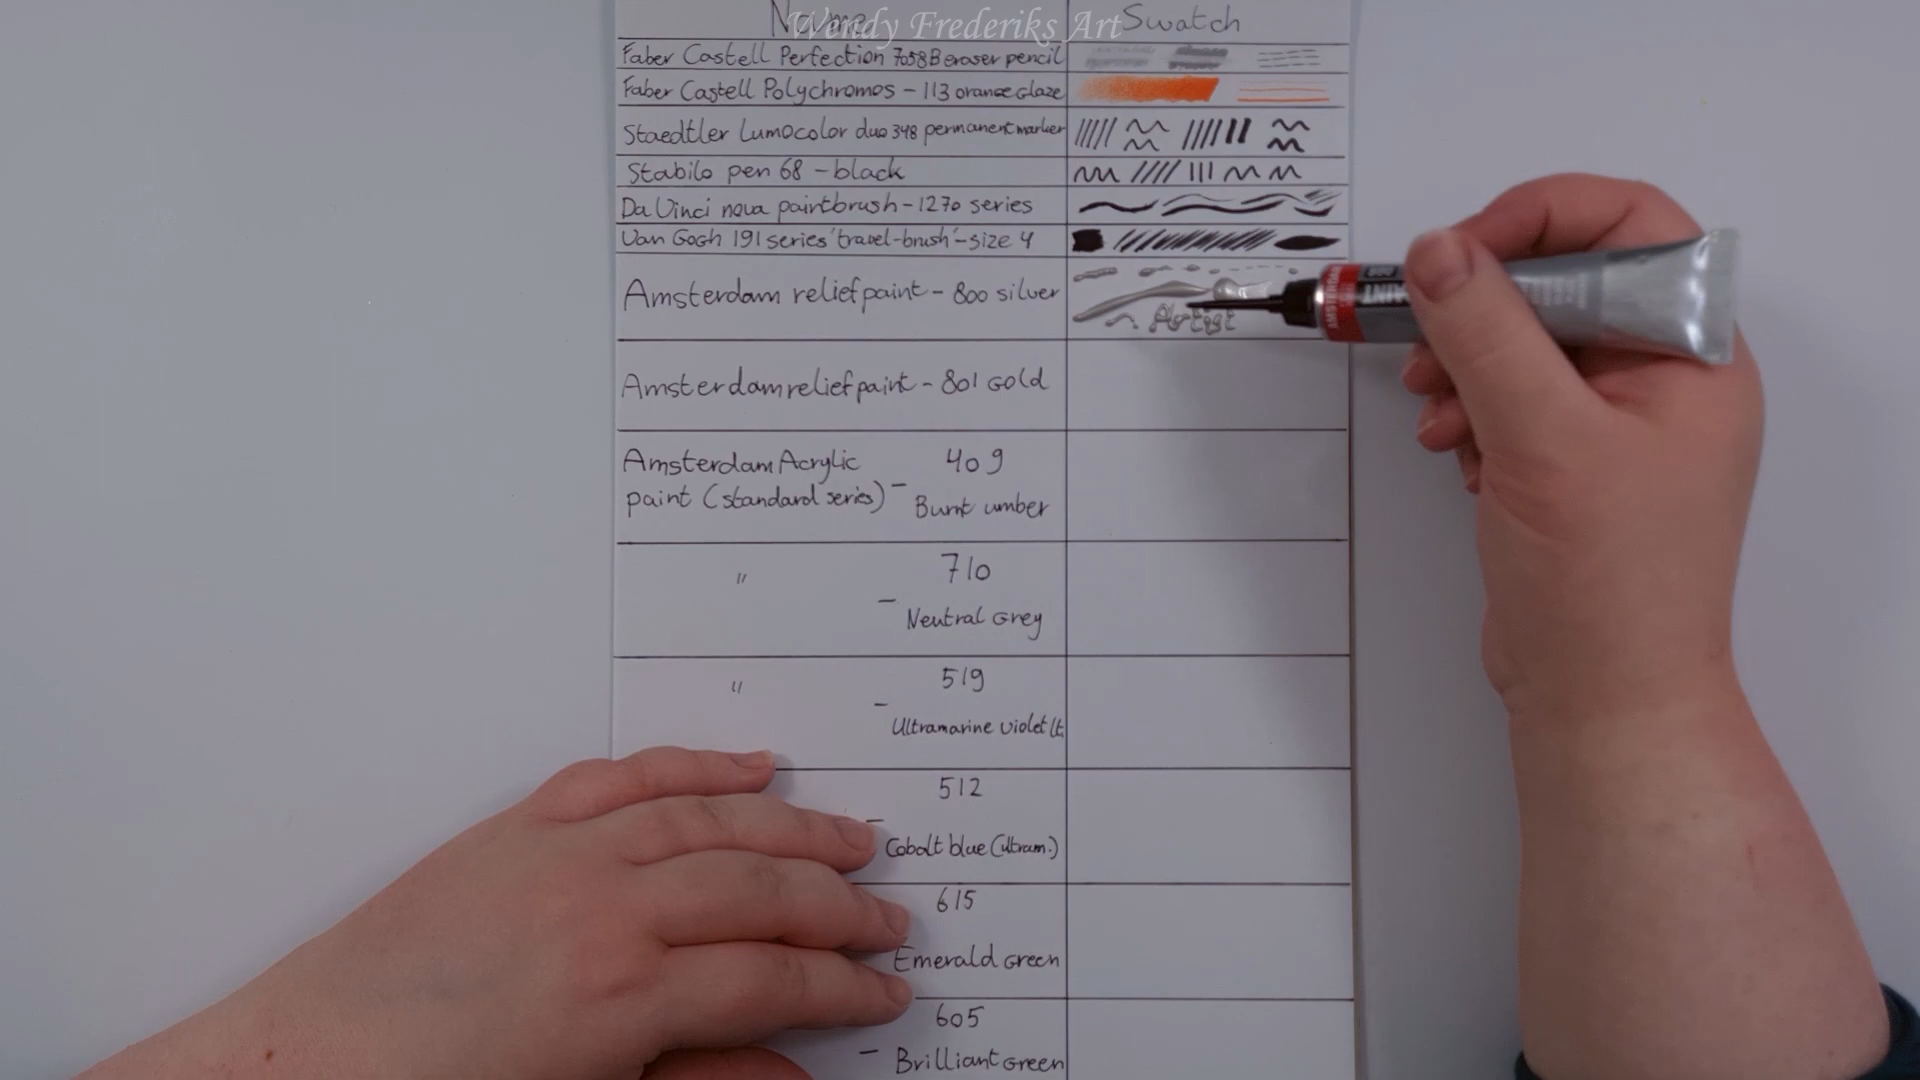 Name Swatch
Wendy Frederiks Art
Faber Castell Perfection 7058B eraser pencil
Faber Castell Polychromos - 113 orange Glaze
Staedtler Lumocolor duo 348 permanent marker
Stabilo pen 68 - black
Da Vinci nova paintbrush - 1270 series
Van Gogh 191 series 'travel-brush' - size 4
Amsterdam relief paint - 800 silver
Artist
Amsterdam relief paint - 801 Gold
Amsterdam Acrylic 409
paint (standard series) - Burnt umber
" 710
- Neutral Grey
" 519
- Ultramarine violet lt.
512
- Cobalt blue (ultram.)
615
Emerald Green
605
- Brilliant Green